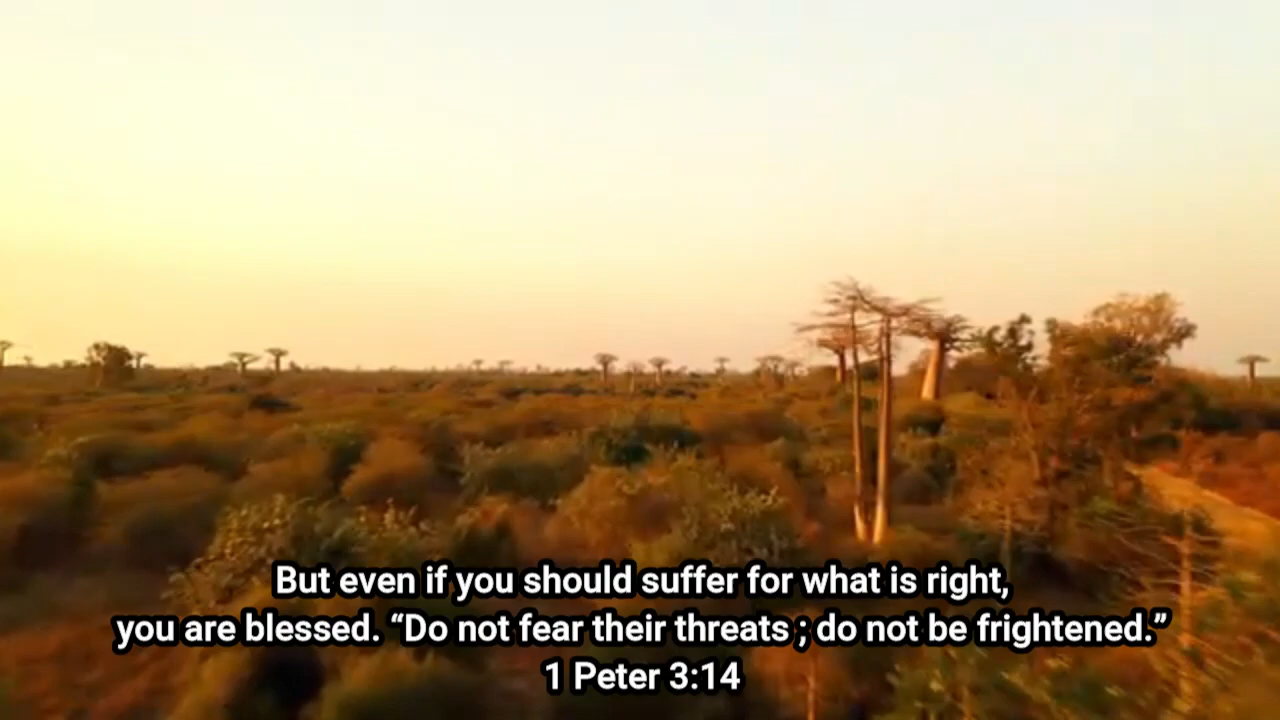 But even if you should suffer for what is right,
you are blessed. “Do not fear their threats ; do not be frightened.”
1 Peter 3:14